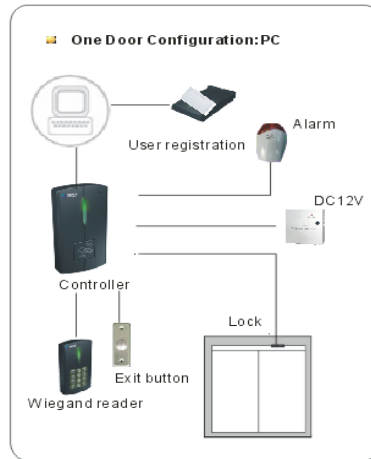 One Door Configuration:PC
User registration
Alarm
DC12V
Controller
Lock
Exit button
Wiegand reader